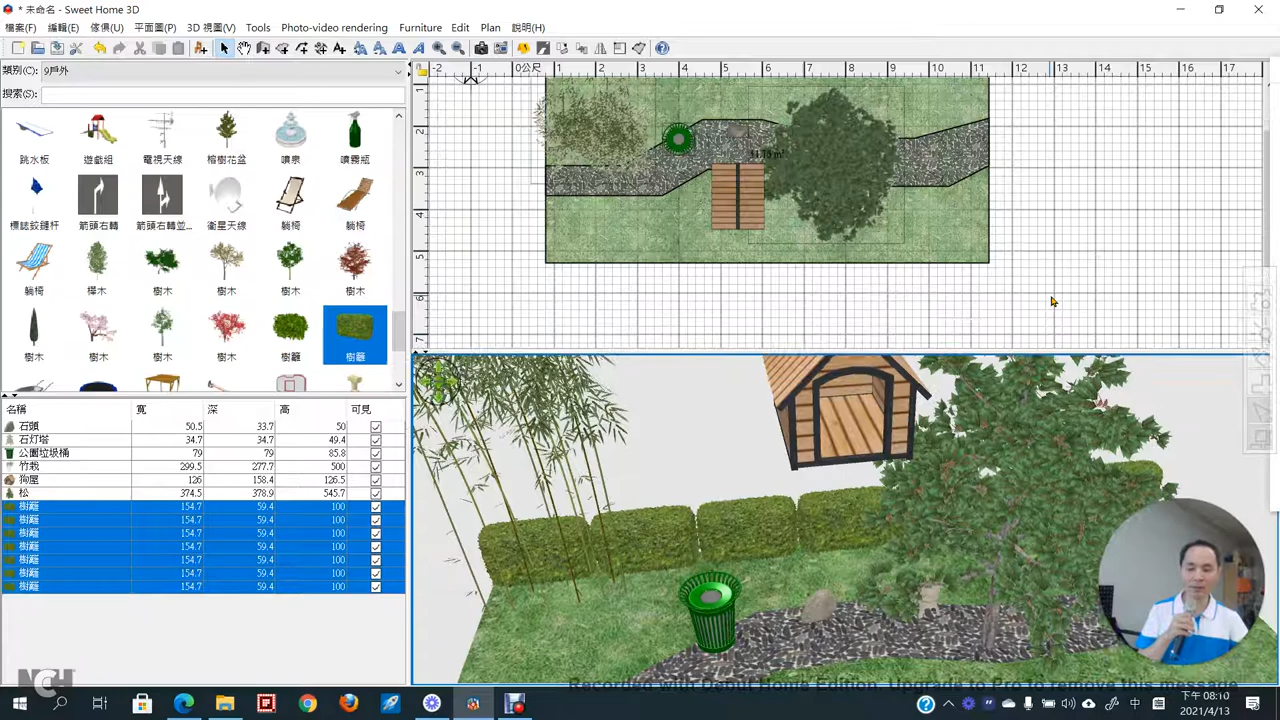 * 未命名 - Sweet Home 3D
檔案(F) 編輯(E) 傢俱(U) 平面圖(P) 3D 視圖(V) Tools Photo-video rendering Furniture Edit Plan 說明(H)
類別(C): 9戶外
搜索(S):
跳水板 遊戲組 電視天線 榕樹花盆 噴泉 噴霧瓶
標誌鉸鏈杆 箭頭右轉 箭頭右轉並... 衛星天線 躺椅 躺椅
躺椅 樺木 樹木 樹木 樹木 樹木
樹木 樹木 樹木 樹木 樹籬 樹籬
名稱 寬 深 高 可見
石頭 50.5 33.7 50
石灯塔 34.7 34.7 49.4
公園垃圾桶 79 79 85.8
竹栽 299.5 277.7 500
狗屋 126 158.4 126.5
松 374.5 378.9 545.7
樹籬 154.7 59.4 100
樹籬 154.7 59.4 100
樹籬 154.7 59.4 100
樹籬 154.7 59.4 100
樹籬 154.7 59.4 100
樹籬 154.7 59.4 100
樹籬 154.7 59.4 100
-2 -1 0公尺 1 2 3 4 5 6 7 8 9 10 11 12 13 14 15 16 17
1
2
3
4
5
6
7
NCH
Recorded with Debut Home Edition. Upgrade to Pro to remove this message
中
下午 08:10
2021/4/13